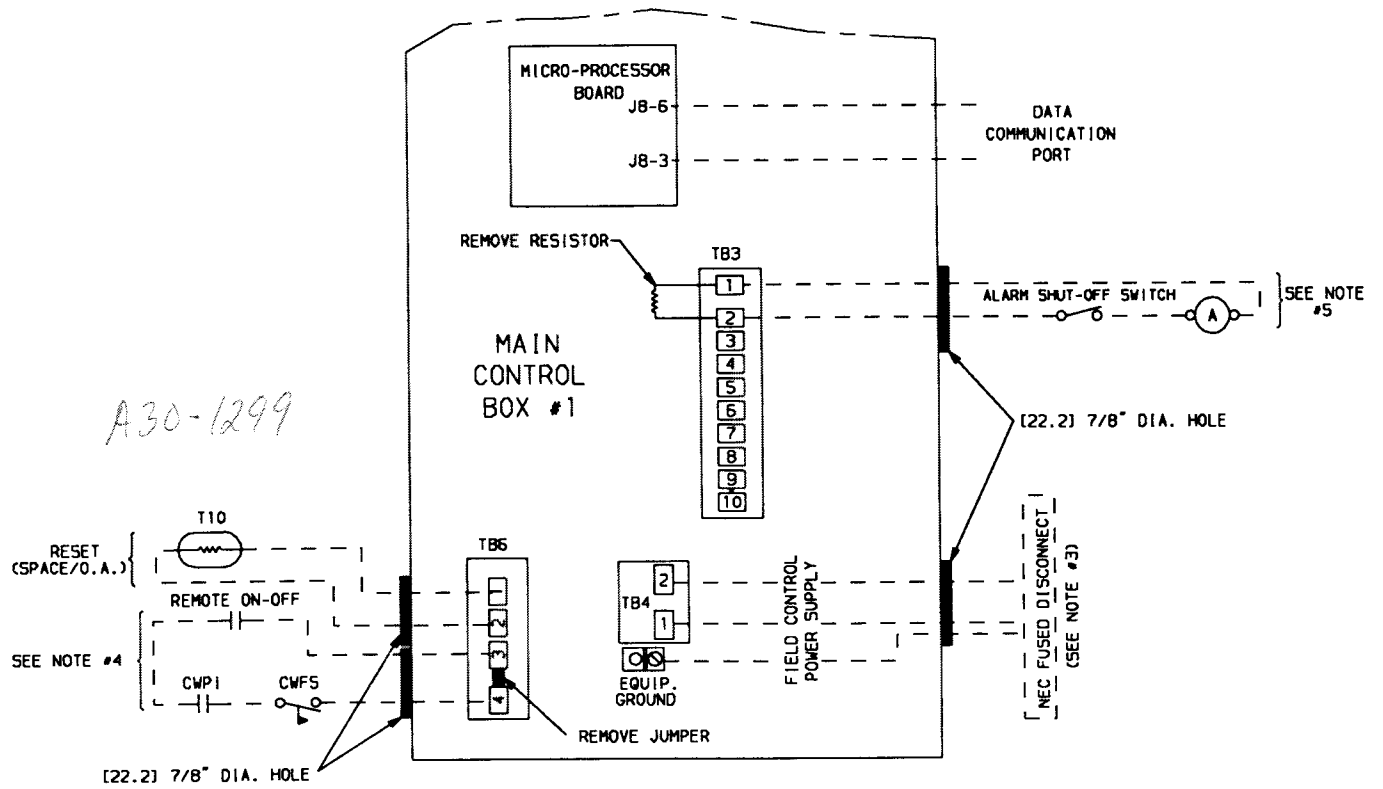 MICRO-PROCESSOR
BOARD
J8-6
J8-3
DATA
COMMUNICATION
PORT
REMOVE RESISTOR
TB3
1
2
3
4
5
6
7
8
9
10
ALARM SHUT-OFF SWITCH
A
SEE NOTE
#5
MAIN
CONTROL
BOX #1
A30-1299
[22.2] 7/8" DIA. HOLE
T10
RESET
(SPACE/O.A.)
REMOTE ON-OFF
SEE NOTE #4
CWPI
CWFS
TB6
1
2
3
4
REMOVE JUMPER
[22.2] 7/8" DIA. HOLE
TB4
2
1
EQUIP.
GROUND
FIELD CONTROL
POWER SUPPLY
NEC FUSED DISCONNECT
(SEE NOTE #3)